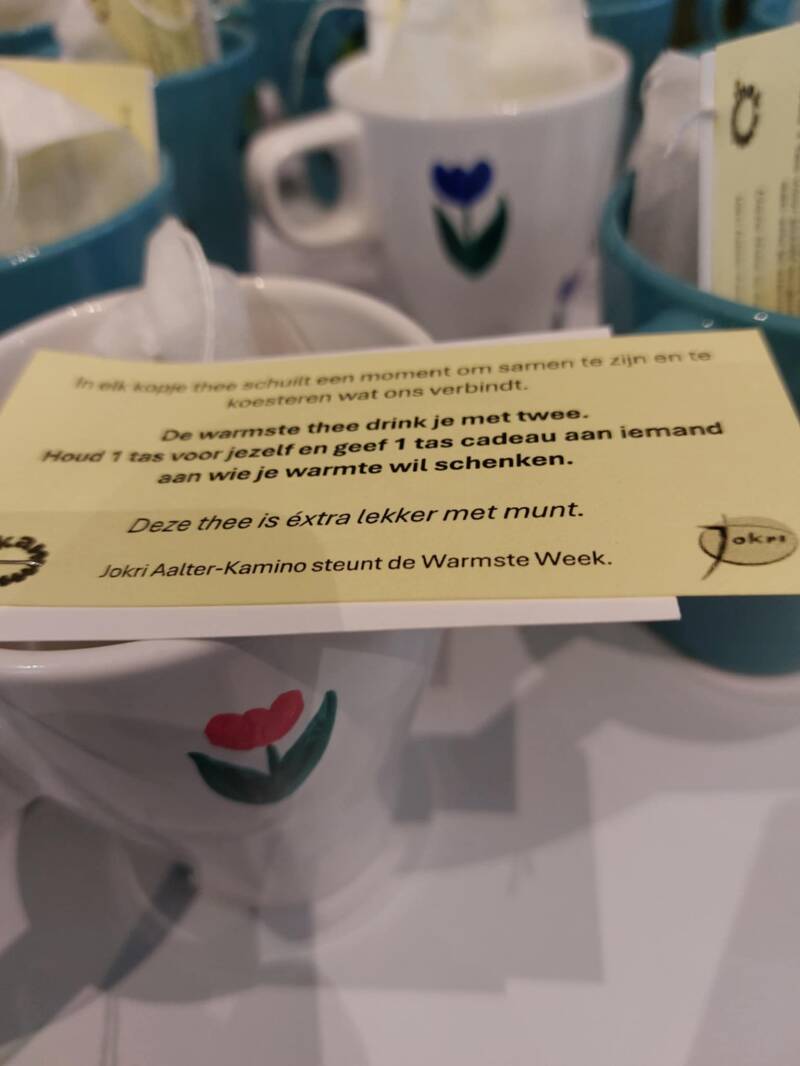 In elk kopje thee schuilt een moment om samen te zijn en te
koesteren wat ons verbindt.
De warmste thee drink je met twee.
Houd 1 tas voor jezelf en geef 1 tas cadeau aan iemand
aan wie je warmte wil schenken.
Deze thee is éxtra lekker met munt.
Jokri Aalter-Kamino steunt de Warmste Week.
Jokri